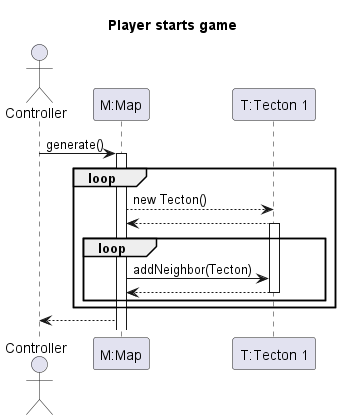 Player starts game
Controller
M:Map
T:Tecton 1
generate()
loop
new Tecton()
loop
addNeighbor(Tecton)
Controller
M:Map
T:Tecton 1